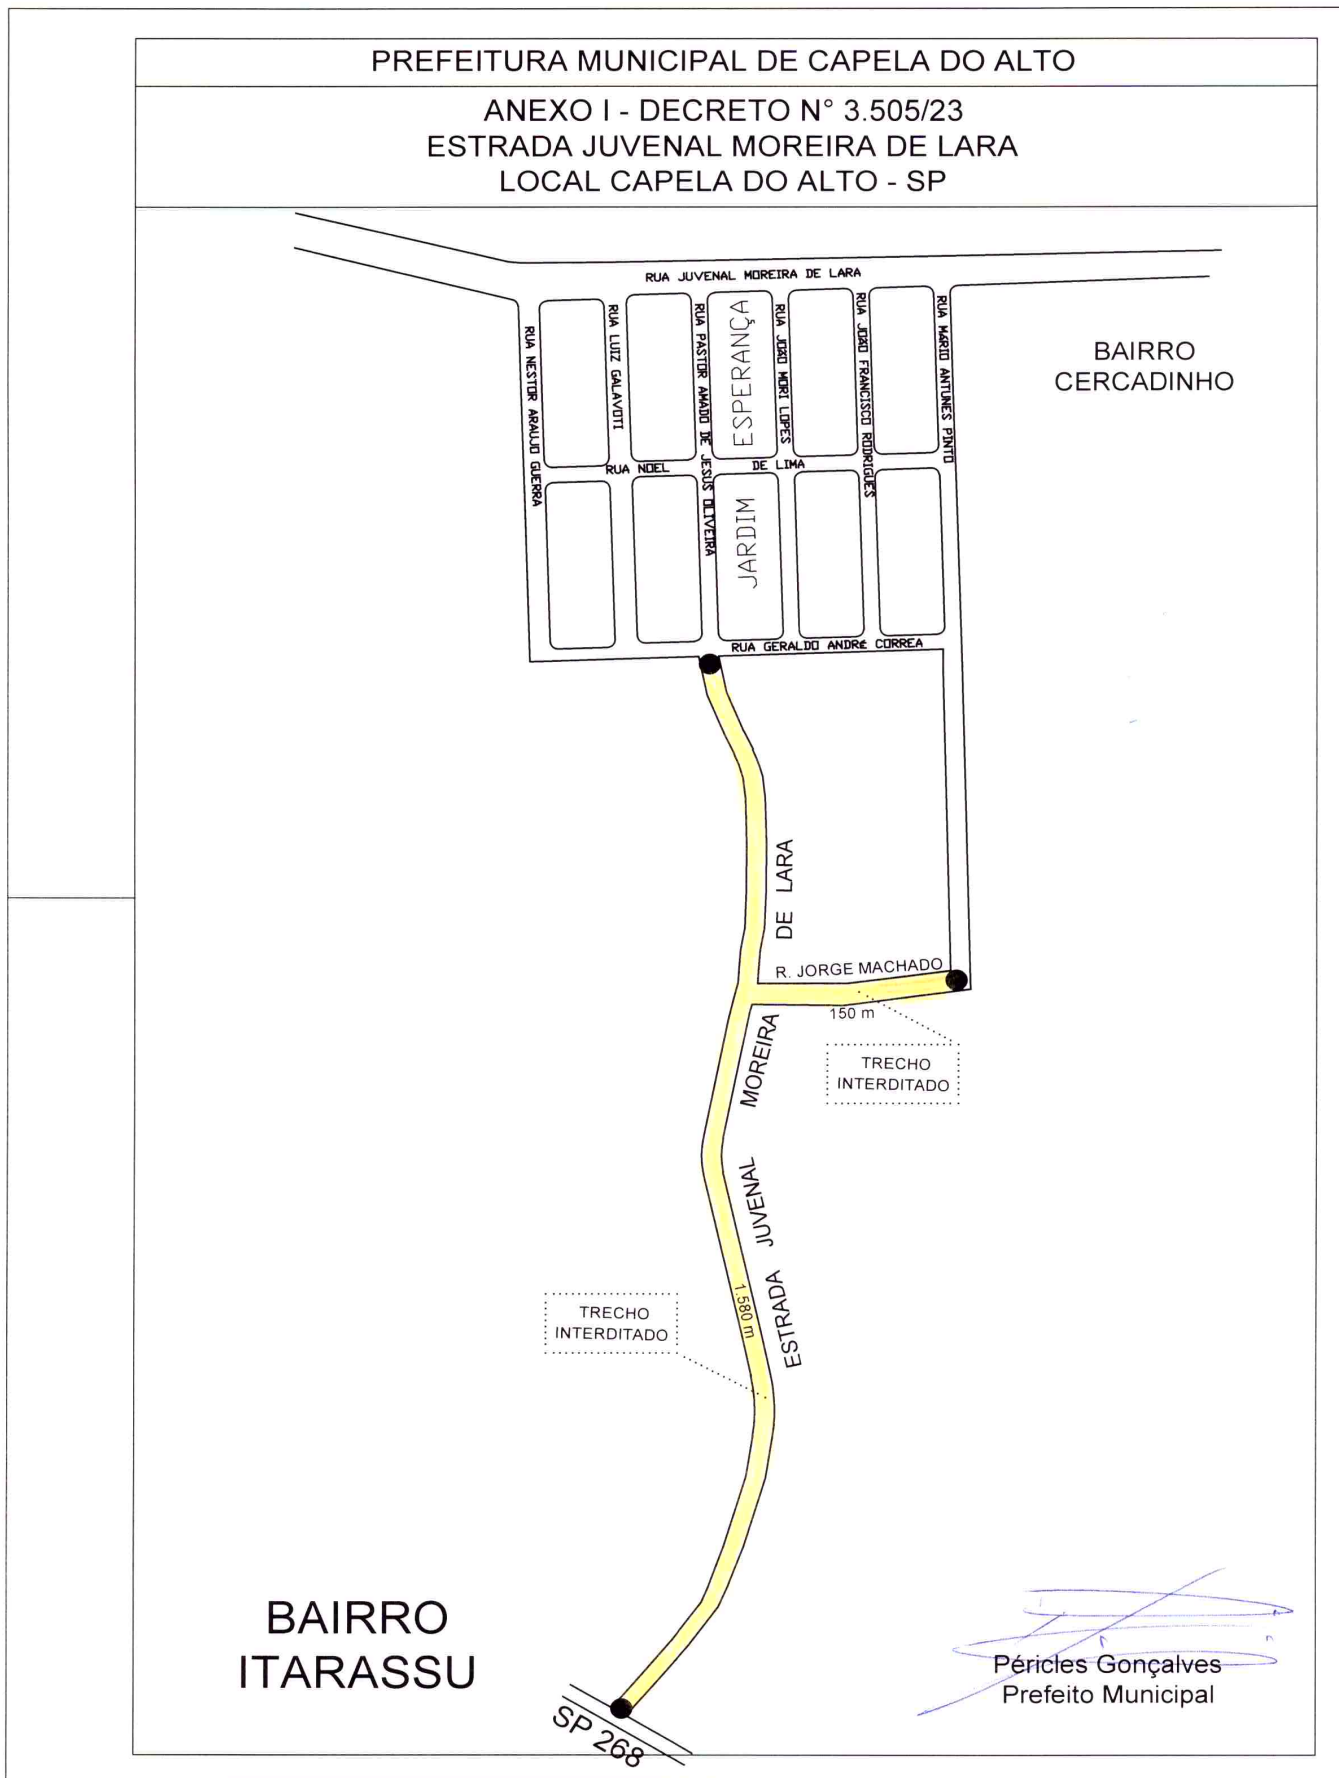 PREFEITURA MUNICIPAL DE CAPELA DO ALTO
ANEXO I - DECRETO N° 3.505/23
ESTRADA JUVENAL MOREIRA DE LARA
LOCAL CAPELA DO ALTO - SP
RUA JUVENAL MOREIRA DE LARA
RUA NESTOR ARAUJO GUERRA
RUA LUIZ GALAVOTI
RUA PASTOR AMADO DE JESUS OLIVEIRA
JARDIM ESPERANÇA
RUA JOÃO MORI LOPES
RUA JOÃO FRANCISCO RODRIGUES
RUA MARIO ANTUNES PINTO
BAIRRO
CERCADINHO
RUA NOEL DE LIMA
RUA GERALDO ANDRÉ CORREA
ESTRADA JUVENAL MOREIRA DE LARA
R. JORGE MACHADO
150 m
TRECHO
INTERDITADO
1.580 m
TRECHO
INTERDITADO
BAIRRO
ITARASSU
SP 268
Péricles Gonçalves
Prefeito Municipal